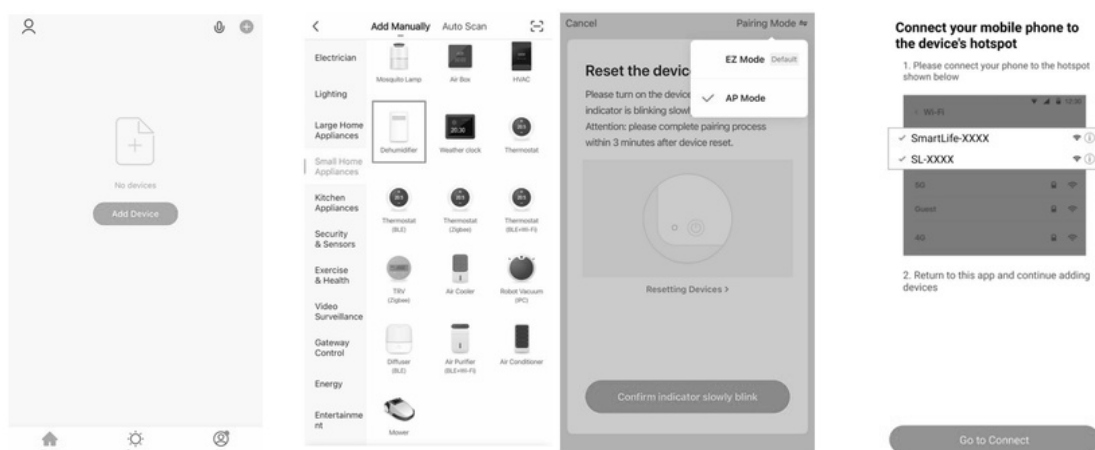 No devices
Add Device
Add Manually
Auto Scan
Electrician
Lighting
Large Home
Appliances
Small Home
Appliances
Kitchen
Appliances
Security
& Sensors
Exercise
& Health
Video
Surveillance
Gateway
Control
Energy
Entertainme
nt
Mosquito Lamp
Air Box
HVAC
Dehumidifier
20:30
Weather clock
Thermostat
Thermostat
(BLE)
Thermostat
(Zigbee)
Thermostat
(BLE+Wi-Fi)
TRV
(Zigbee)
Air Cooler
Robot Vacuum
(IPC)
Diffuser
(BLE)
Air Purifier
(BLE+Wi-Fi)
Air Conditioner
Mower
Cancel
Pairing Mode
EZ Mode Default
AP Mode
Reset the devic
Please turn on the device
indicator is blinking slowl
Attention: please complete pairing process
within 3 minutes after device reset.
Resetting Devices >
Confirm indicator slowly blink
Connect your mobile phone to
the device's hotspot
1. Please connect your phone to the hotspot
shown below
12:30
Wi-Fi
SmartLife-XXXX
SL-XXXX
5G
Guest
4G
2. Return to this app and continue adding
devices
Go to Connect